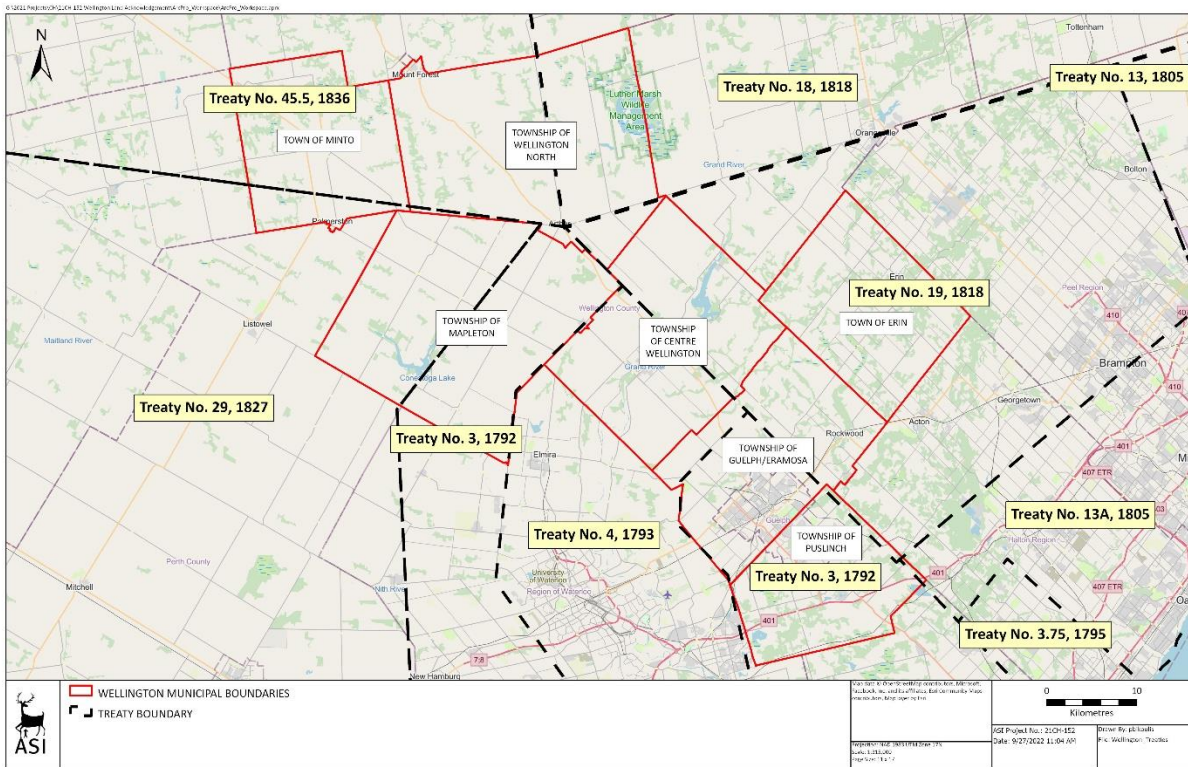 N
Tottenham
Mount Forest
Treaty No. 45.5, 1836
Treaty No. 18, 1818
Treaty No. 13, 1805
Luther Marsh
Wildlife
Management
Area
TOWN OF MINTO
TOWNSHIP OF
WELLINGTON
NORTH
Orangeville
Grand River
Bolton
Palmerston
Erin
Treaty No. 19, 1818
Peel Region
410
Wellington County
Listowel
TOWNSHIP OF
MAPLETON
TOWNSHIP
OF CENTRE
WELLINGTON
TOWN OF ERIN
Maitland River
Grand River
Brampton
410
Conestoga Lake
Georgetown
Treaty No. 29, 1827
Acton
Treaty No. 3, 1792
Rockwood
401
Elmira
TOWNSHIP OF
GUELPH/ERAMOSA
407 ETR
Treaty No. 13A, 1805
Guelph
Treaty No. 4, 1793
TOWNSHIP OF
PUSLINCH
Halton Region
Perth County
University
of Waterloo
Region of Waterloo
Treaty No. 3, 1792
401
Mitchell
Nith River
407 ETR
401
Treaty No. 3.75, 1795
7;8
New Hamburg
WELLINGTON MUNICIPAL BOUNDARIES
TREATY BOUNDARY
ASI
0 10
Kilometres
ASI Project No.: 21CH-152
Date: 9/27/2022 11:04 AM
Drawn By:
File: Wellington_Treaties